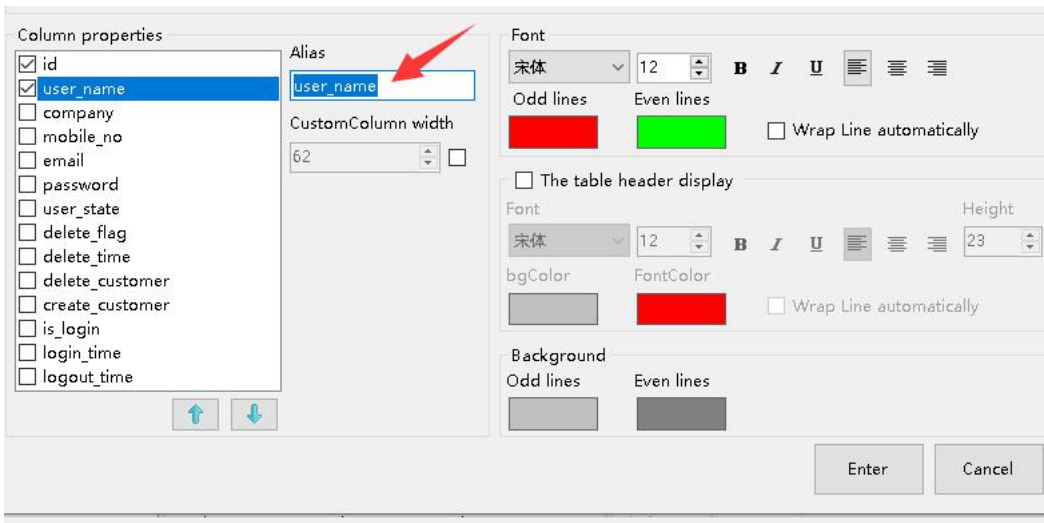 Column properties
id
user_name
company
mobile_no
email
password
user_state
delete_flag
delete_time
delete_customer
create_customer
is_login
login_time
logout_time
Alias
user_name
CustomColumn width
62
Font
宋体
12
B I U
Odd lines
Even lines
Wrap Line automatically
The table header display
Font
Height
宋体
12
B I U
23
bgColor
FontColor
Wrap Line automatically
Background
Odd lines
Even lines
Enter
Cancel